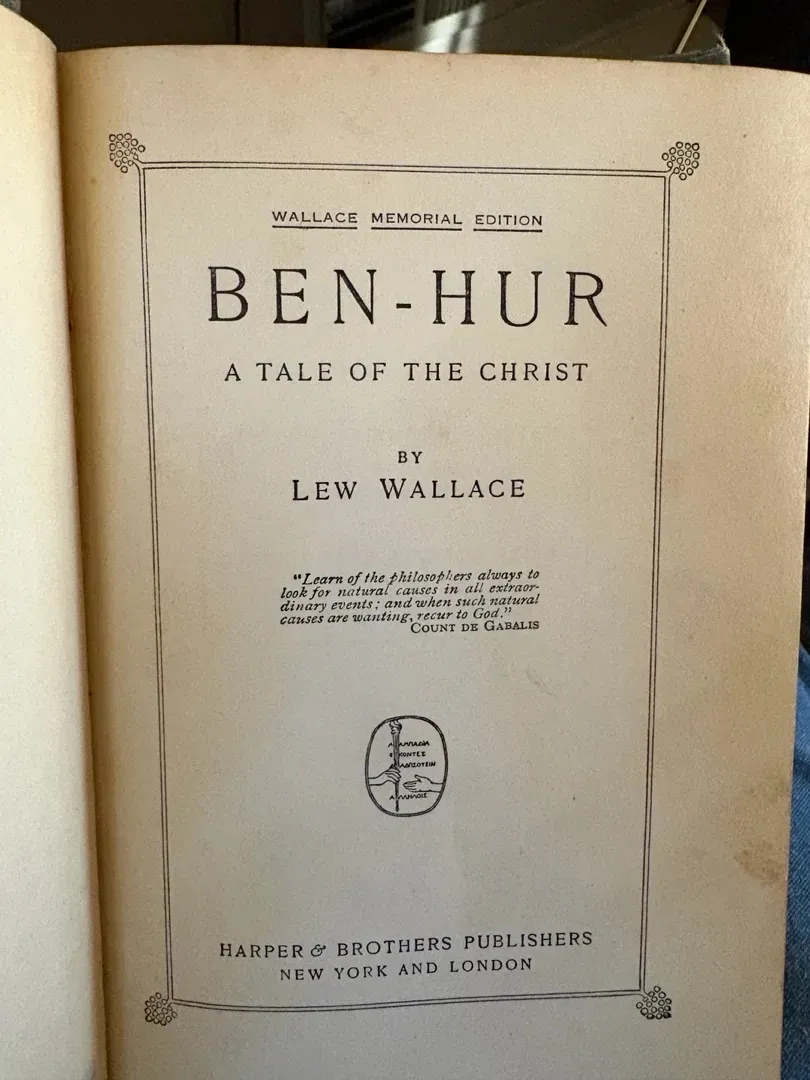 WALLACE MEMORIAL EDITION
BEN-HUR
A TALE OF THE CHRIST
BY
LEW WALLACE
"Learn of the philosophers always to
look for natural causes in all extraor-
dinary events; and when such natural
causes are wanting, recur to God."
COUNT DE GABALIS
HARPER & BROTHERS PUBLISHERS
NEW YORK AND LONDON